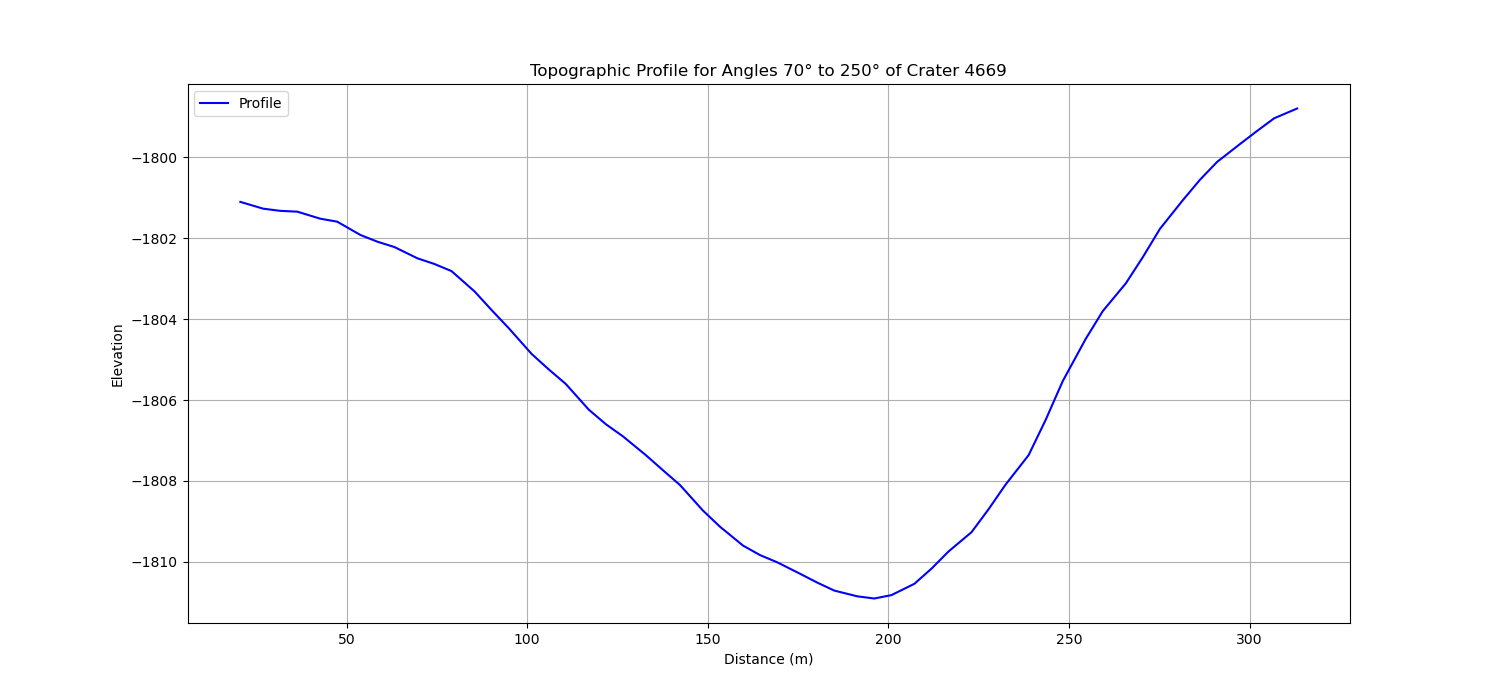 Topographic Profile for Angles 70° to 250° of Crater 4669
Profile
−1800
−1802
−1804
−1806
−1808
−1810
Elevation
50 100 150 200 250 300
Distance (m)